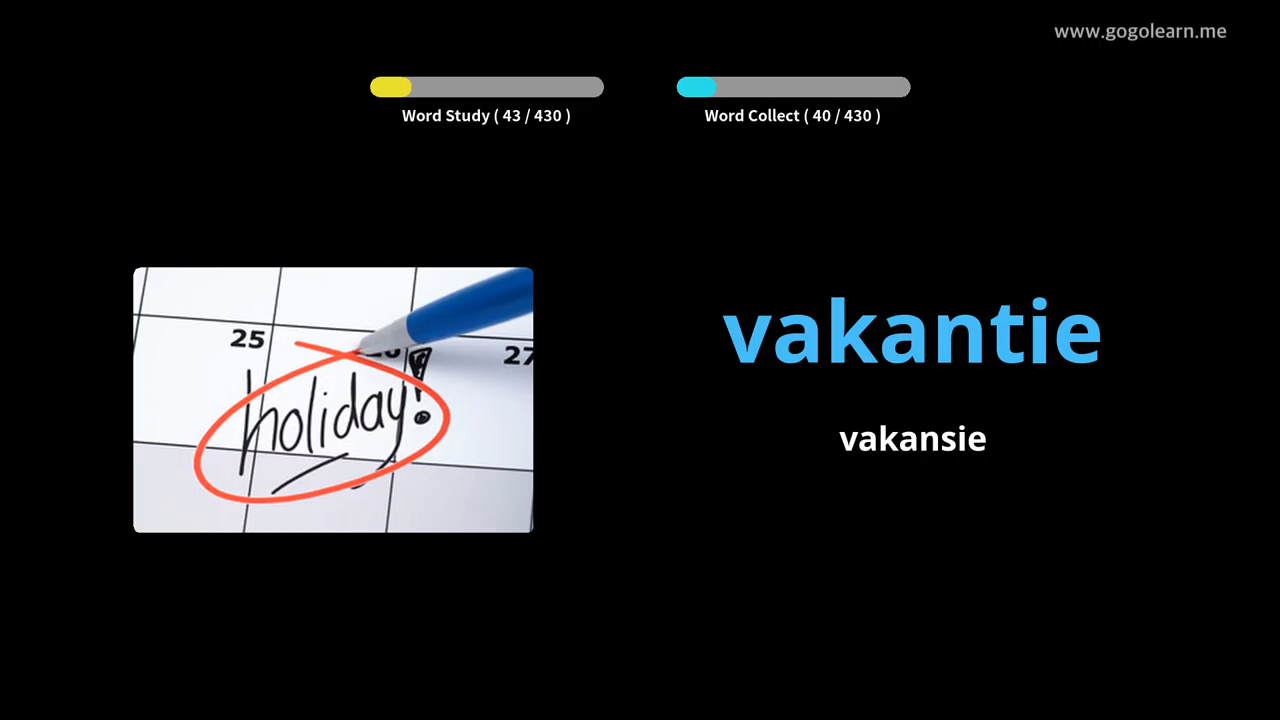 www.gogolearn.me
Word Study ( 43 / 430 )
Word Collect ( 40 / 430 )
25
27
holiday!
vakantie
vakansie